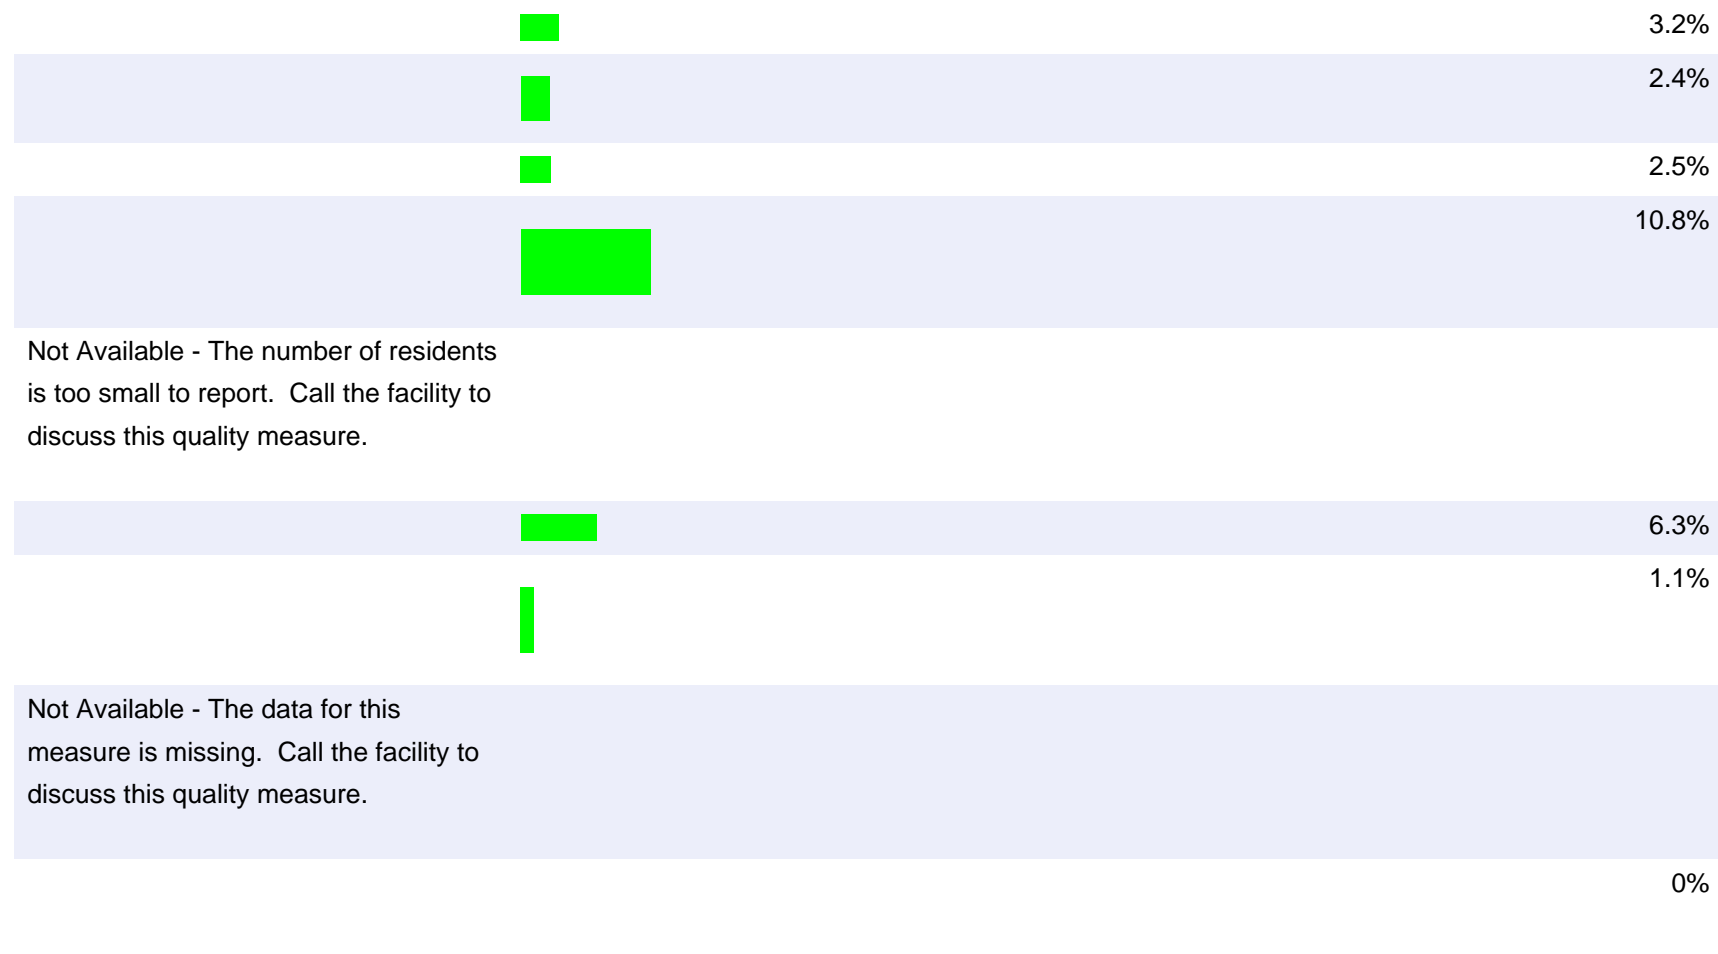 3.2%
2.4%
2.5%
10.8%
Not Available - The number of residents
is too small to report.  Call the facility to
discuss this quality measure.
6.3%
1.1%
Not Available - The data for this
measure is missing.  Call the facility to
discuss this quality measure.
0%